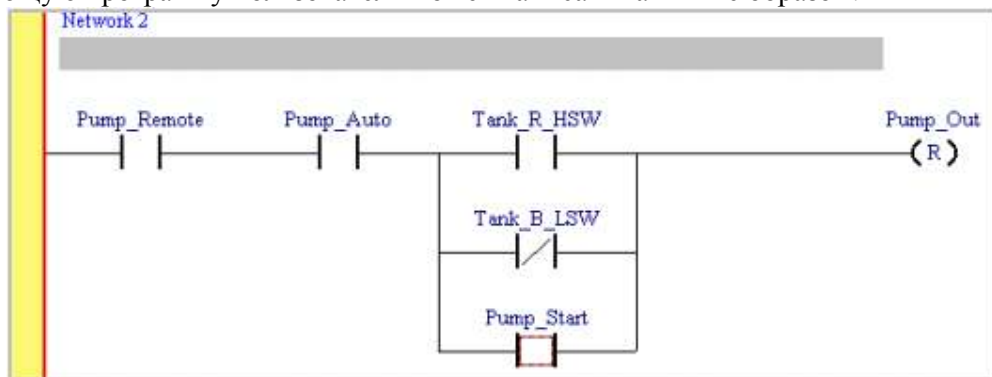 Network 2
Pump_Remote Pump_Auto Tank_R_HSW Pump_Out
(R)
Tank_B_LSW
Pump_Start